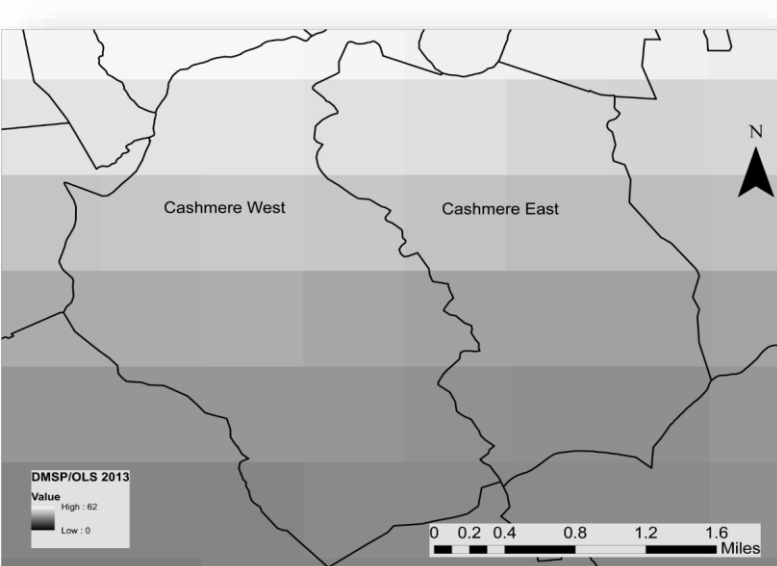 N
Cashmere West
Cashmere East
DMSP/OLS 2013
Value
High : 62
Low : 0
0 0.2 0.4 0.8 1.2 1.6
Miles